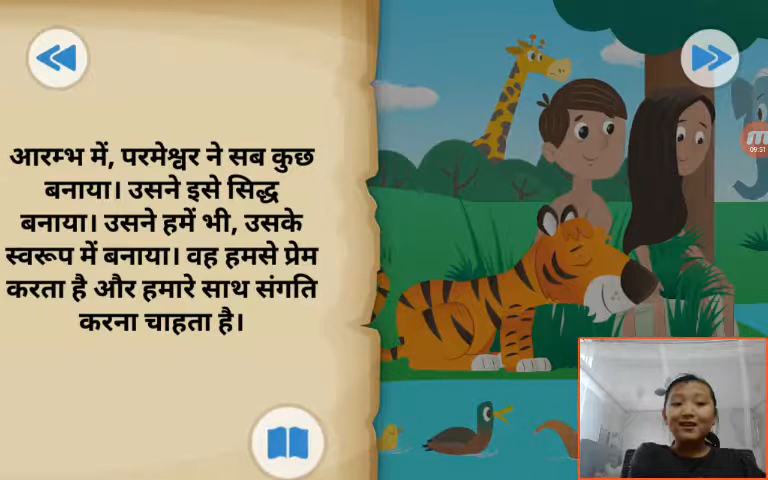 आरम्भ में, परमेश्वर ने सब कुछ
बनाया। उसने इसे सिद्ध
बनाया। उसने हमें भी, उसके
स्वरूप में बनाया। वह हमसे प्रेम
करता है और हमारे साथ संगति
करना चाहता है।
09:51